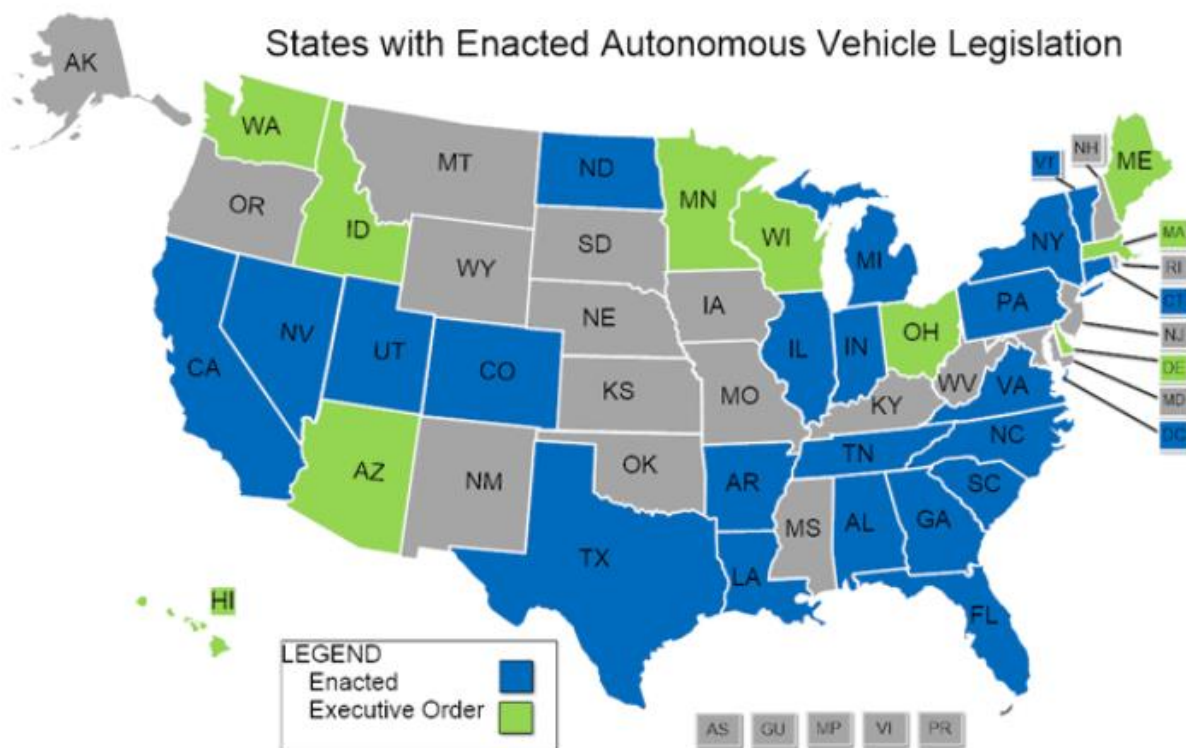 States with Enacted Autonomous Vehicle Legislation
AK
WA
MT
ND
MN
VT
NH
ME
OR
ID
SD
WI
MI
NY
MA
WY
RI
IA
PA
CT
NE
NJ
NV
UT
IL
IN
OH
DE
CA
CO
WV
VA
MD
KS
MO
KY
DC
NC
TN
AZ
NM
OK
AR
SC
MS
AL
GA
TX
LA
FL
HI
LEGEND
Enacted
Executive Order
AS
GU
MP
VI
PR